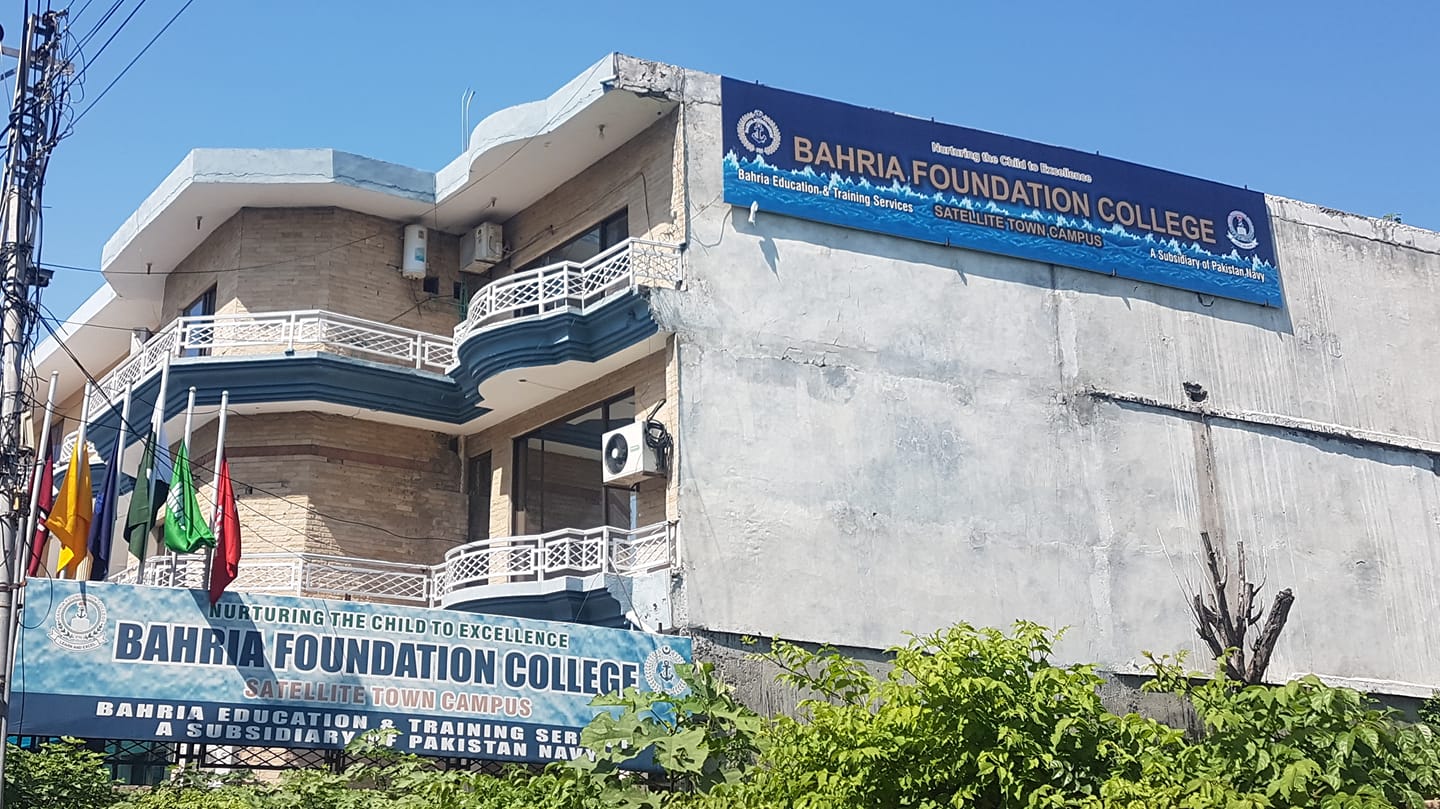 Nurturing the Child to Excellence
BAHRIA FOUNDATION COLLEGE
Bahria Education & Training Services
SATELLITE TOWN CAMPUS
A Subsidiary of Pakistan Navy
NURTURING THE CHILD TO EXCELLENCE
BAHRIA FOUNDATION COLLEGE
SATELLITE TOWN CAMPUS
BAHRIA EDUCATION & TRAINING SER
A SUBSIDIARY OF PAKISTAN NAVY